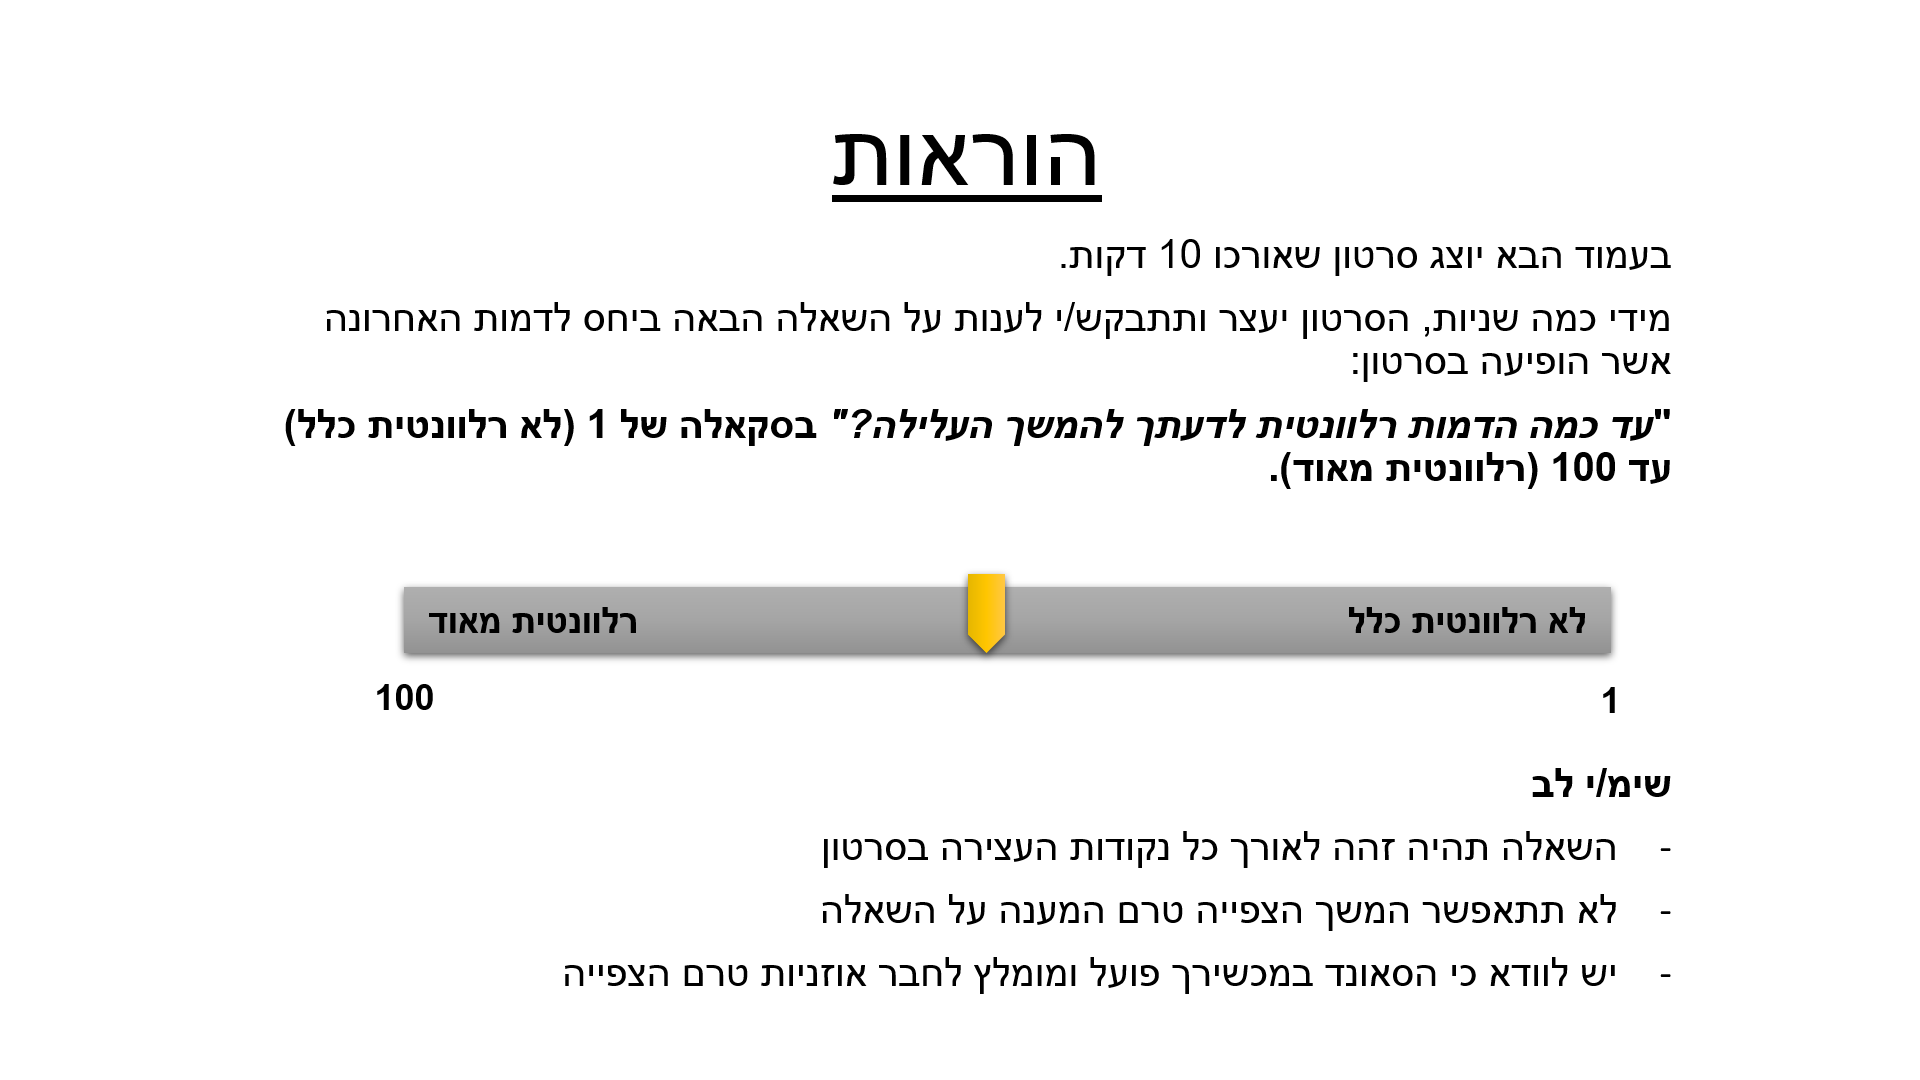 הוראות
בעמוד הבא יוצג סרטון שאורכו 10 דקות.
מידי כמה שניות, הסרטון יעצר ותתבקש/י לענות על השאלה הבאה ביחס לדמות האחרונה
אשר הופיעה בסרטון:
"עד כמה הדמות רלוונטית לדעתך להמשך העלילה?" בסקאלה של 1 (לא רלוונטית כלל)
עד 100 (רלוונטית מאוד).
לא רלוונטית כלל רלוונטית מאוד
1 100
שימ/י לב
- השאלה תהיה זהה לאורך כל נקודות העצירה בסרטון
- לא תתאפשר המשך הצפייה טרם המענה על השאלה
- יש לוודא כי הסאונד במכשירך פועל ומומלץ לחבר אוזניות טרם הצפייה